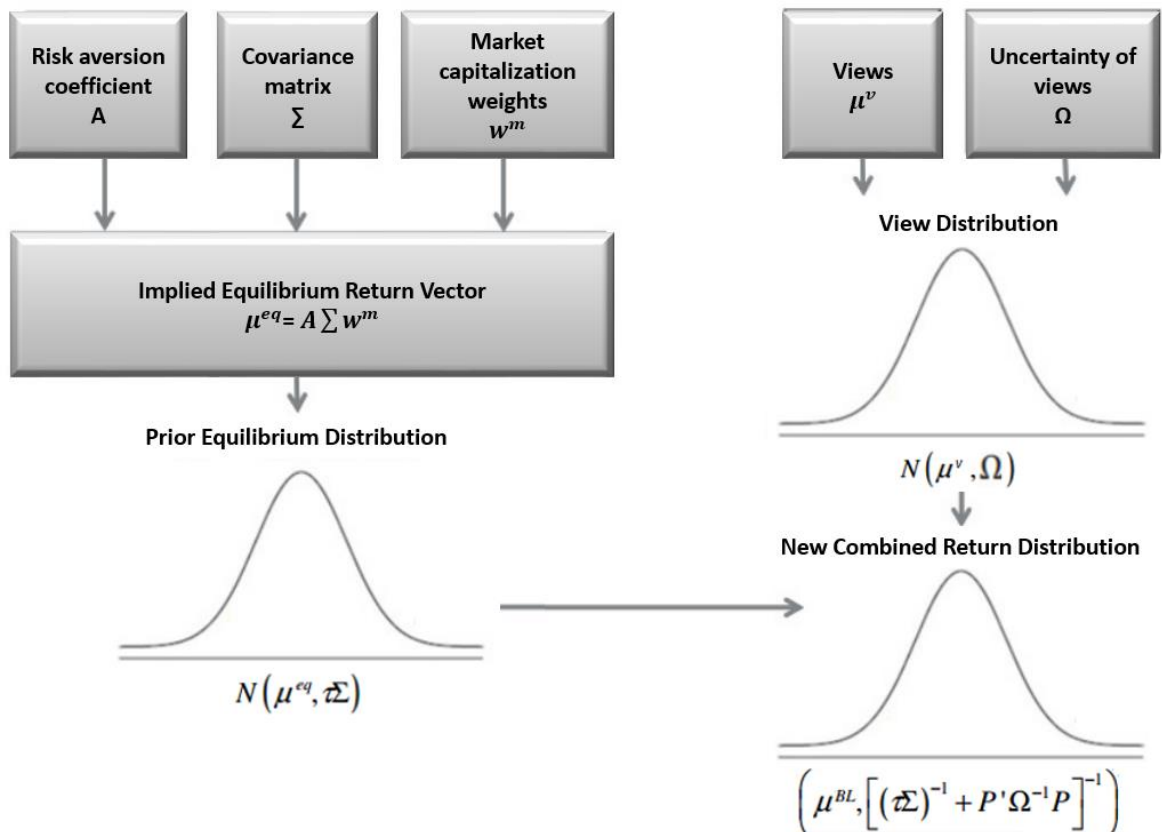 Risk aversion
coefficient
A
Covariance
matrix
∑
Market
capitalization
weights
w^m
Implied Equilibrium Return Vector
μ^eq= A ∑ w^m
Prior Equilibrium Distribution
N(μ^eq, τΣ)
Views
μ^v
Uncertainty of
views
Ω
View Distribution
N(μ^v, Ω)
New Combined Return Distribution
(μ^BL, [(τΣ)^-1 + P'Ω^-1 P]^-1)